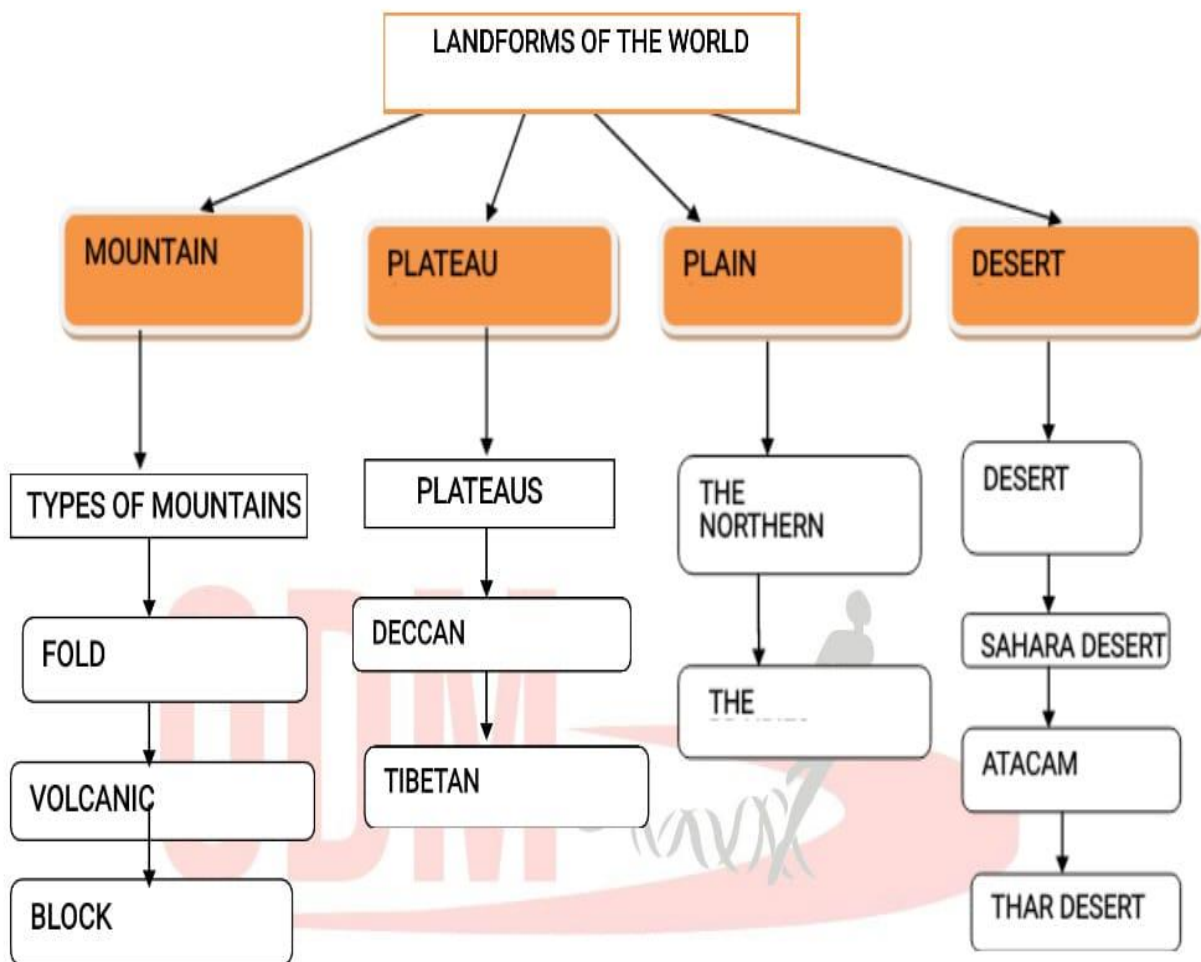 LANDFORMS OF THE WORLD
MOUNTAIN
PLATEAU
PLAIN
DESERT
TYPES OF MOUNTAINS
FOLD
VOLCANIC
BLOCK
PLATEAUS
DECCAN
TIBETAN
THE
NORTHERN
THE
DESERT
SAHARA DESERT
ATACAM
THAR DESERT
ODM